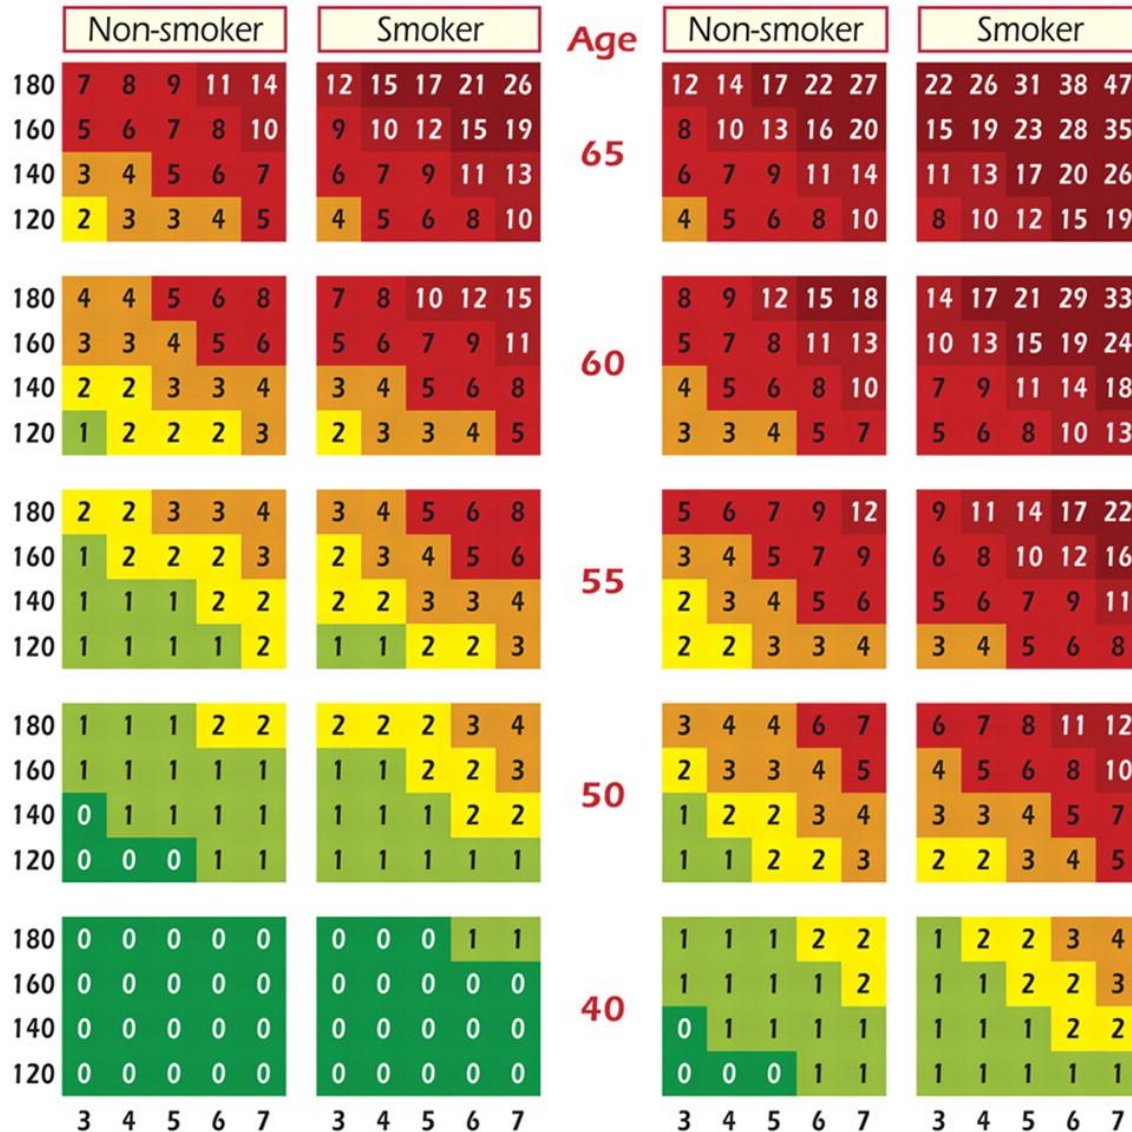 Non-smoker Smoker Age Non-smoker Smoker
180 7 8 9 11 14 12 15 17 21 26 12 14 17 22 27 22 26 31 38 47
160 5 6 7 8 10 9 10 12 15 19 8 10 13 16 20 15 19 23 28 35
65
140 3 4 5 6 7 6 7 9 11 13 6 7 9 11 14 11 13 17 20 26
120 2 3 3 4 5 4 5 6 8 10 4 5 6 8 10 8 10 12 15 19
180 4 4 5 6 8 7 8 10 12 15 8 9 12 15 18 14 17 21 29 33
160 3 3 4 5 6 5 6 7 9 11 5 7 8 11 13 10 13 15 19 24
60
140 2 2 3 3 4 3 4 5 6 8 4 5 6 8 10 7 9 11 14 18
120 1 2 2 2 3 2 3 3 4 5 3 3 4 5 7 5 6 8 10 13
180 2 2 3 3 4 3 4 5 6 8 5 6 7 9 12 9 11 14 17 22
160 1 2 2 2 3 2 3 4 5 6 3 4 5 7 9 6 8 10 12 16
55
140 1 1 1 2 2 2 2 3 3 4 2 3 4 5 6 5 6 7 9 11
120 1 1 1 1 2 1 1 2 2 3 2 2 3 3 4 3 4 5 6 8
180 1 1 1 2 2 2 2 2 3 4 3 4 4 6 7 6 7 8 11 12
160 1 1 1 1 1 1 1 2 2 3 2 3 3 4 5 4 5 6 8 10
50
140 0 1 1 1 1 1 1 1 2 2 1 2 2 3 4 3 3 4 5 7
120 0 0 0 1 1 1 1 1 1 1 1 1 2 2 3 2 2 3 4 5
180 0 0 0 0 0 0 0 0 1 1 1 1 1 2 2 1 2 2 3 4
160 0 0 0 0 0 0 0 0 0 0 1 1 1 1 2 1 1 2 2 3
40
140 0 0 0 0 0 0 0 0 0 0 0 1 1 1 1 1 1 1 2 2
120 0 0 0 0 0 0 0 0 0 0 0 0 0 1 1 1 1 1 1 1
3 4 5 6 7 3 4 5 6 7 3 4 5 6 7 3 4 5 6 7